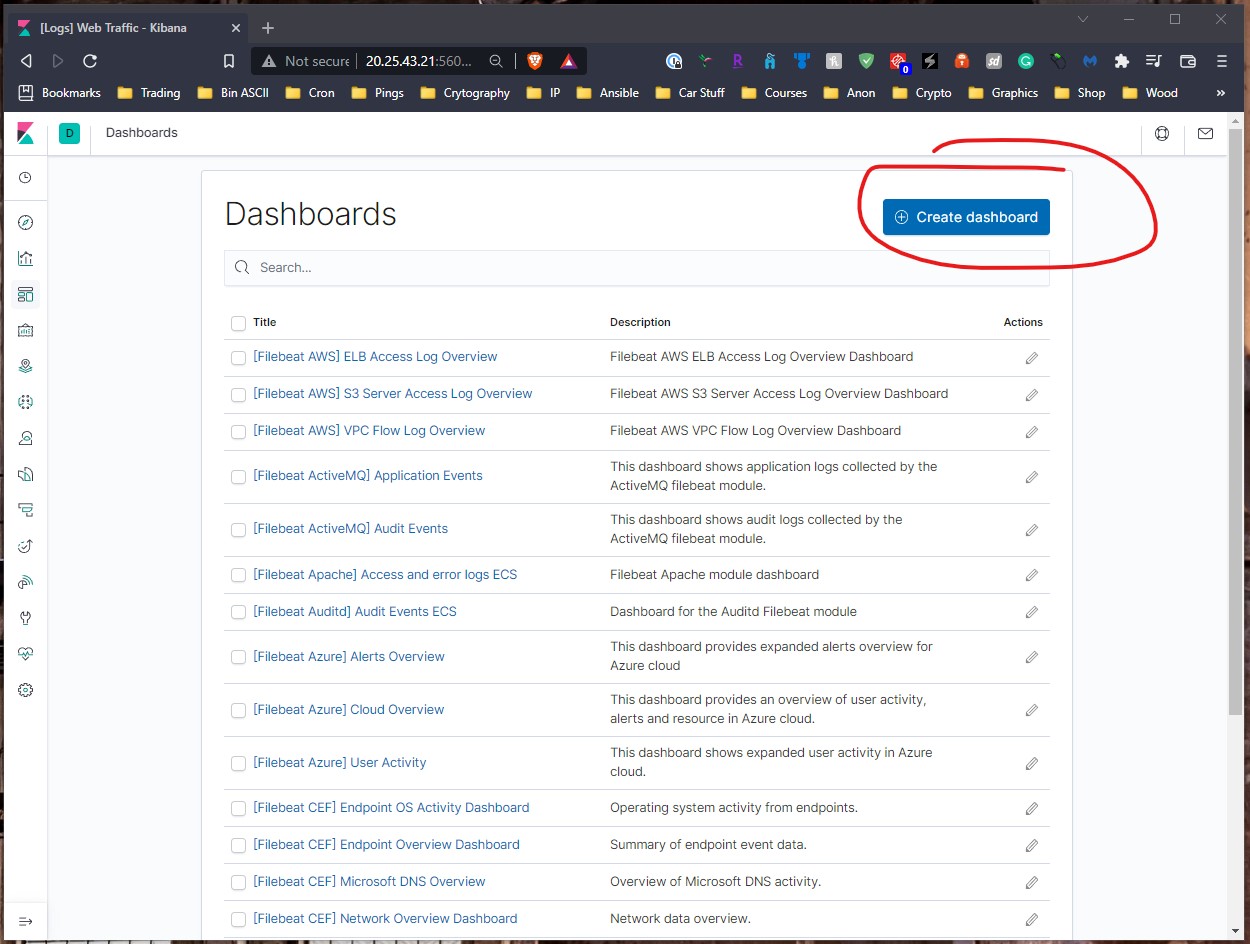 [Logs] Web Traffic - Kibana
Not secure
20.25.43.21:560...
R
0
sd
G
Bookmarks
Trading
Bin ASCII
Cron
Pings
Crytography
IP
Ansible
Car Stuff
Courses
Anon
Crypto
Graphics
Shop
Wood
»
D
Dashboards
Dashboards
Create dashboard
Search...
Title Description Actions
[Filebeat AWS] ELB Access Log Overview Filebeat AWS ELB Access Log Overview Dashboard
[Filebeat AWS] S3 Server Access Log Overview Filebeat AWS S3 Server Access Log Overview Dashboard
[Filebeat AWS] VPC Flow Log Overview Filebeat AWS VPC Flow Log Overview Dashboard
[Filebeat ActiveMQ] Application Events This dashboard shows application logs collected by the
ActiveMQ filebeat module.
[Filebeat ActiveMQ] Audit Events This dashboard shows audit logs collected by the
ActiveMQ filebeat module.
[Filebeat Apache] Access and error logs ECS Filebeat Apache module dashboard
[Filebeat Auditd] Audit Events ECS Dashboard for the Auditd Filebeat module
[Filebeat Azure] Alerts Overview This dashboard provides expanded alerts overview for
Azure cloud
[Filebeat Azure] Cloud Overview This dashboard provides an overview of user activity,
alerts and resource in Azure cloud.
[Filebeat Azure] User Activity This dashboard shows expanded user activity in Azure
cloud.
[Filebeat CEF] Endpoint OS Activity Dashboard Operating system activity from endpoints.
[Filebeat CEF] Endpoint Overview Dashboard Summary of endpoint event data.
[Filebeat CEF] Microsoft DNS Overview Overview of Microsoft DNS activity.
[Filebeat CEF] Network Overview Dashboard Network data overview.